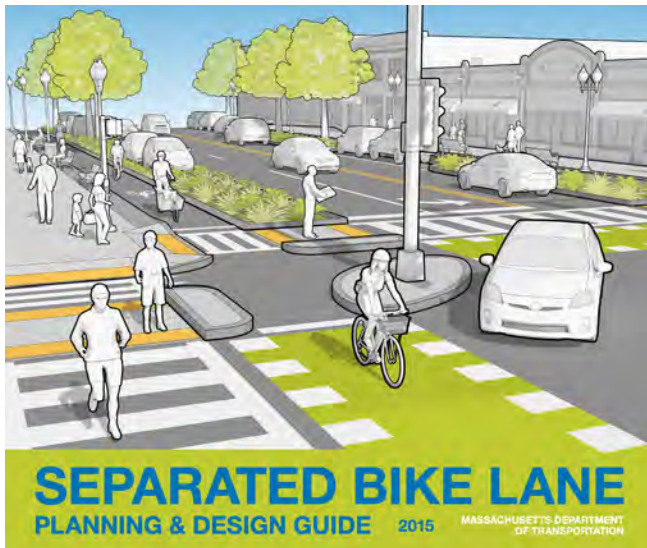 SEPARATED BIKE LANE
PLANNING & DESIGN GUIDE 2015 MASSACHUSETTS DEPARTMENT
OF TRANSPORTATION